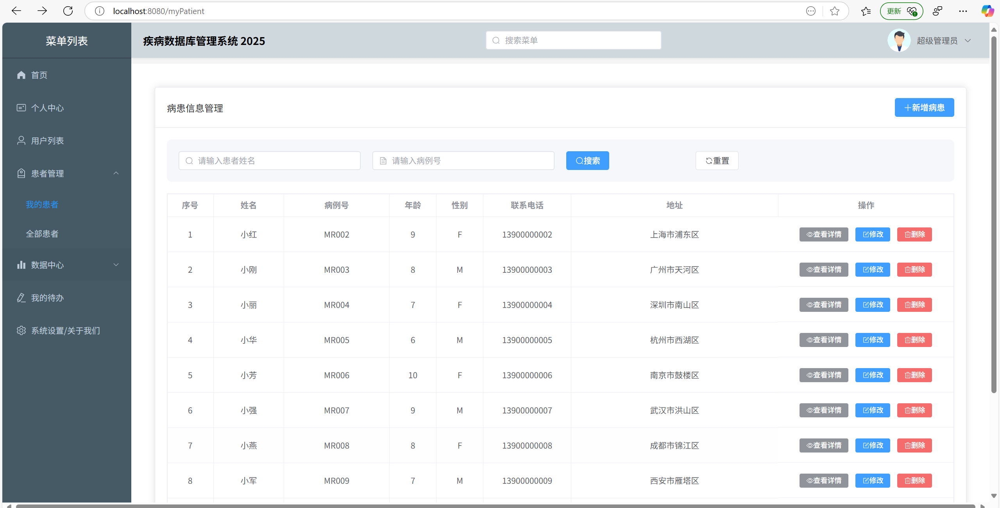 localhost:8080/myPatient
更新
菜单列表
疾病数据库管理系统 2025
搜索菜单
超级管理员
首页
个人中心
用户列表
患者管理
我的患者
全部患者
数据中心
我的待办
系统设置/关于我们
病患信息管理
新增病患
请输入患者姓名 请输入病例号 搜索 重置
序号 姓名 病例号 年龄 性别 联系电话 地址 操作
1 小红 MR002 9 F 13900000002 上海市浦东区 查看详情 修改 删除
2 小刚 MR003 8 M 13900000003 广州市天河区 查看详情 修改 删除
3 小丽 MR004 7 F 13900000004 深圳市南山区 查看详情 修改 删除
4 小华 MR005 6 M 13900000005 杭州市西湖区 查看详情 修改 删除
5 小芳 MR006 10 F 13900000006 南京市鼓楼区 查看详情 修改 删除
6 小强 MR007 9 M 13900000007 武汉市洪山区 查看详情 修改 删除
7 小燕 MR008 8 F 13900000008 成都市锦江区 查看详情 修改 删除
8 小军 MR009 7 M 13900000009 西安市雁塔区 查看详情 修改 删除